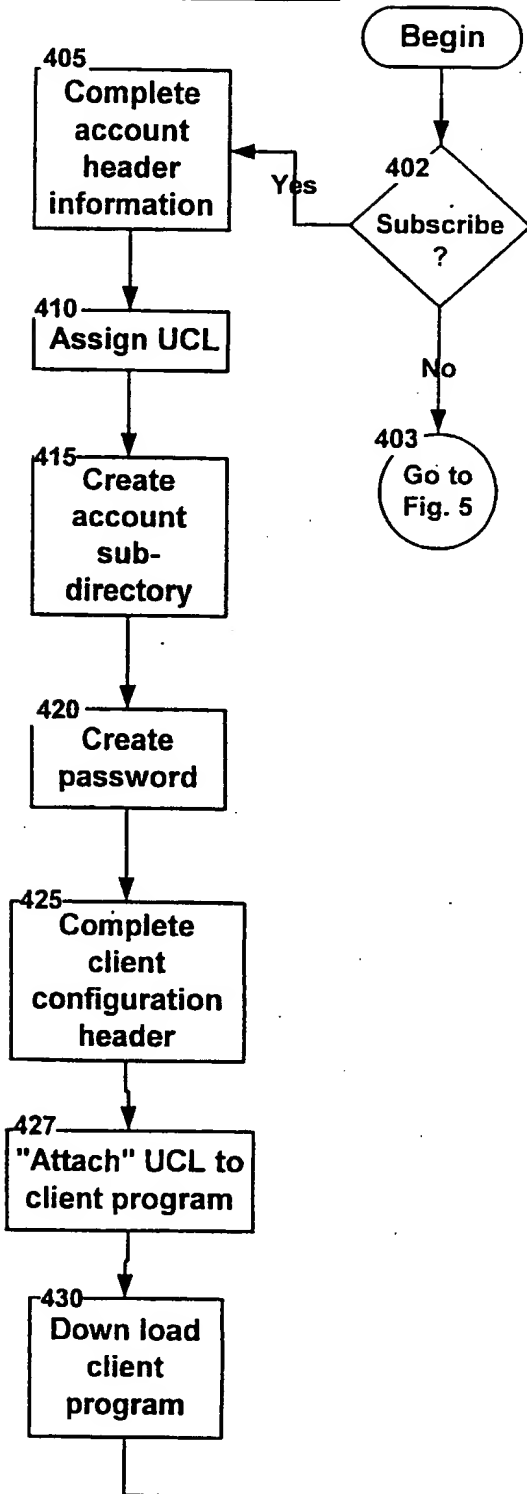 Begin
402
Subscribe
?
Yes
No
403
Go to
Fig. 5
405
Complete
account
header
information
410
Assign UCL
415
Create
account
sub-
directory
420
Create
password
425
Complete
client
configuration
header
427
"Attach" UCL to
client program
430
Down load
client
program